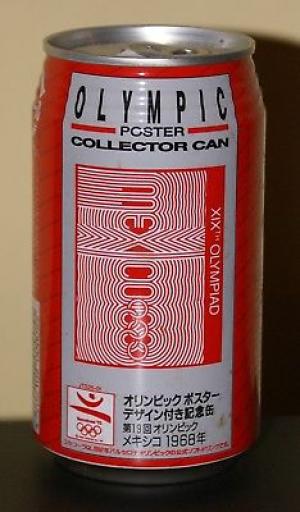 OLYMPIC
POSTER
COLLECTOR CAN
mexico
XIXTH OLYMPIAD
オリンピック ポスター
デザイン付き記念缶
第19回 オリンピック
メキシコ 1968年